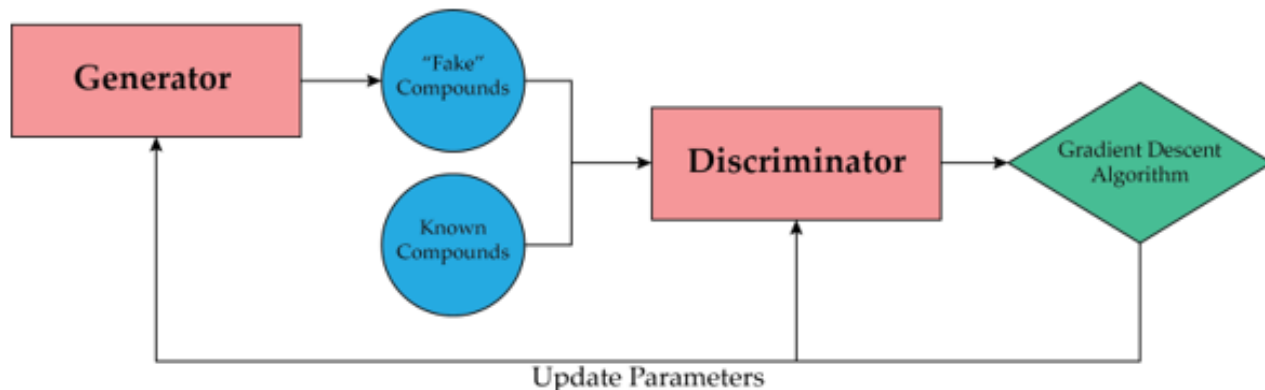 Generator
“Fake”
Compounds
Known
Compounds
Discriminator
Gradient Descent
Algorithm
Update Parameters